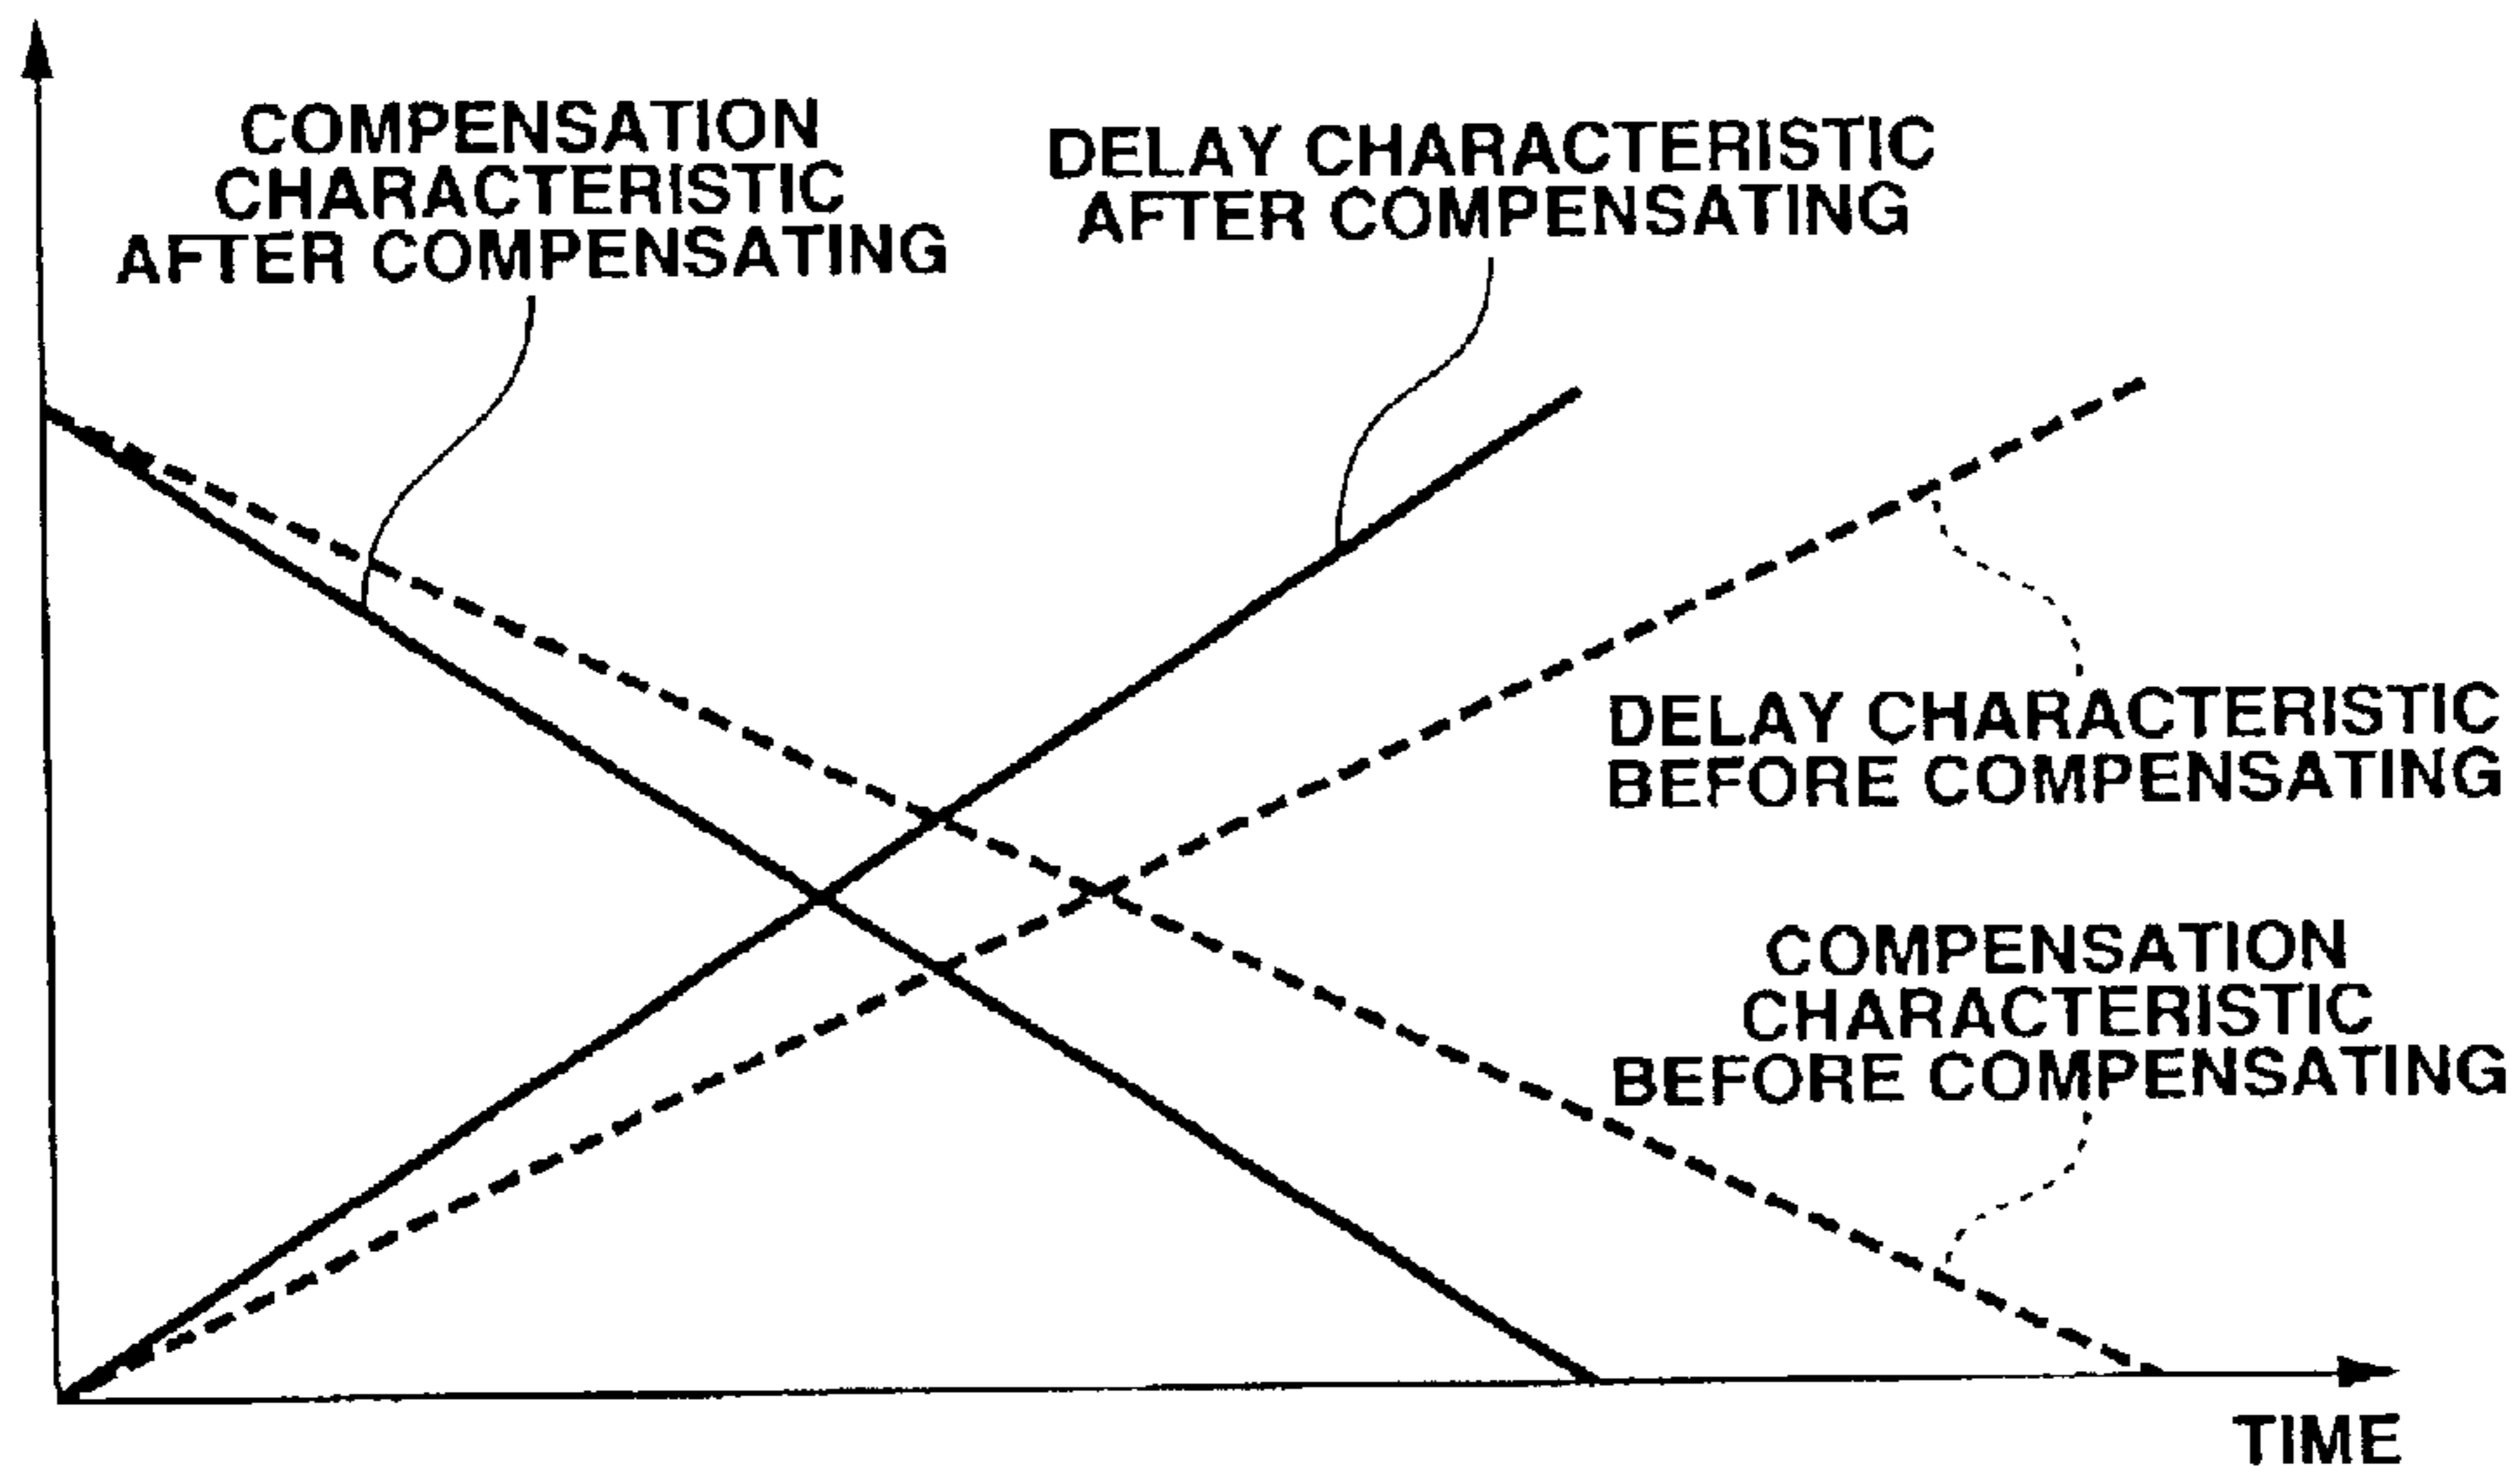 COMPENSATION
CHARACTERISTIC
AFTER COMPENSATING
DELAY CHARACTERISTIC
AFTER COMPENSATING
DELAY CHARACTERISTIC
BEFORE COMPENSATING
COMPENSATION
CHARACTERISTIC
BEFORE COMPENSATING
TIME